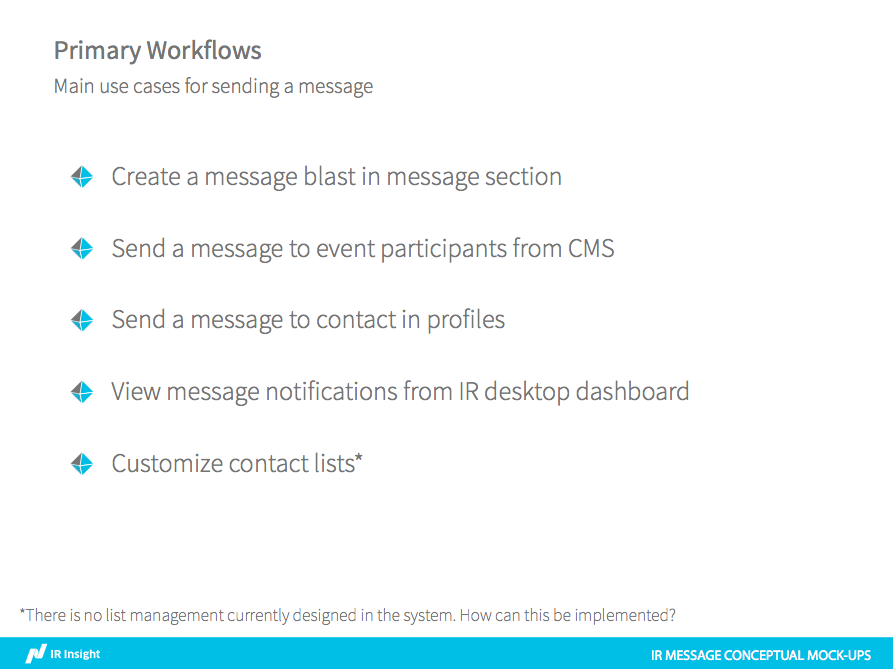 Primary Workflows
Main use cases for sending a message
Create a message blast in message section
Send a message to event participants from CMS
Send a message to contact in profiles
View message notifications from IR desktop dashboard
Customize contact lists*
*There is no list management currently designed in the system. How can this be implemented?
IR Insight
IR MESSAGE CONCEPTUAL MOCK-UPS